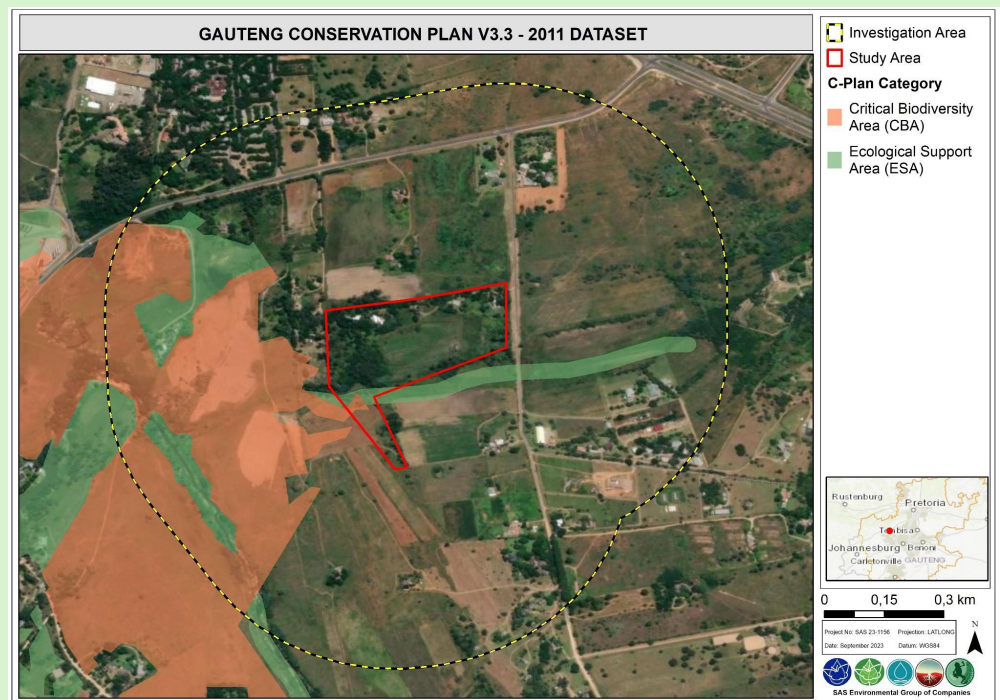 GAUTENG CONSERVATION PLAN V3.3 - 2011 DATASET
Investigation Area
Study Area
C-Plan Category
Critical Biodiversity
Area (CBA)
Ecological Support
Area (ESA)
Rustenburg
Pretoria
Tembisa
Johannesburg
Benoni
Carletonville
GAUTENG
0 0,15 0,3 km
Project No: SAS 23-1156 Projection: LATLONG
Date: September 2023 Datum: WGS84
N
SAS Environmental Group of Companies